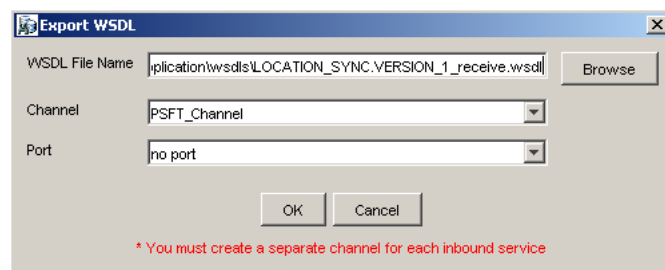 Export WSDL
WSDL File Name plication\wsdls\LOCATION_SYNC.VERSION_1_receive.wsdl Browse
Channel PSFT_Channel
Port no port
OK Cancel
* You must create a separate channel for each inbound service